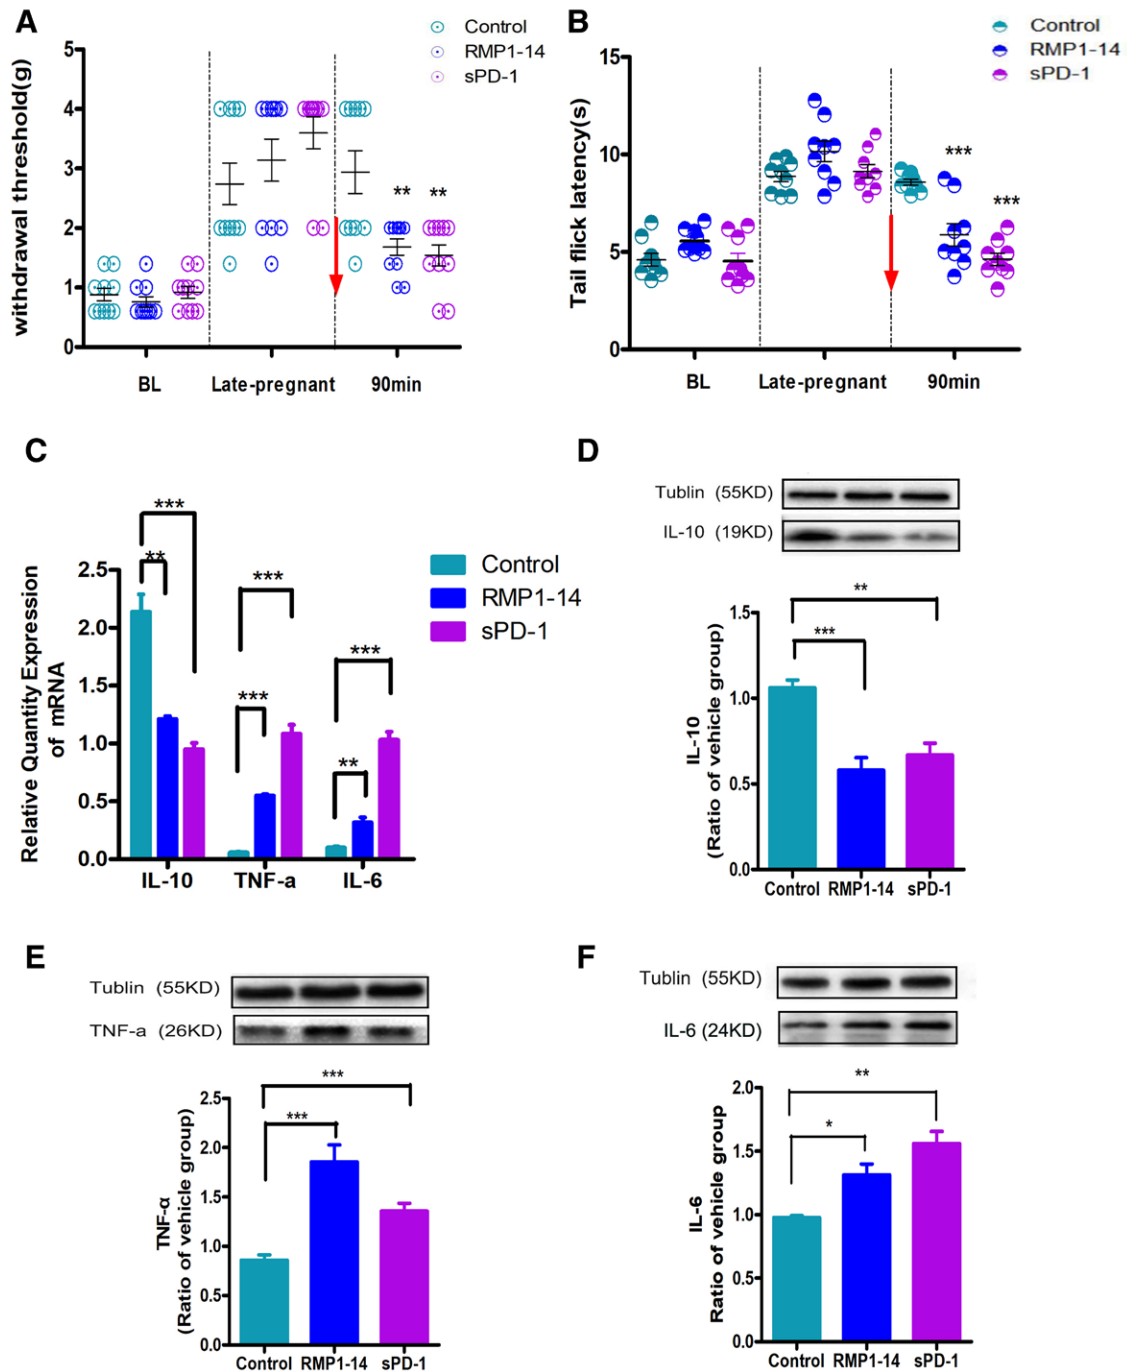 A
Control
RMP1-14
sPD-1
withdrawal threshold(g)
5
4
3
2
1
0
** **
BL Late-pregnant 90min
B
Control
RMP1-14
sPD-1
Tail flick latency(s)
15
10
5
0
***
***
BL Late-pregnant 90min
C
Relative Quantity Expression
of mRNA
2.5
2.0
1.5
1.0
0.5
0.0
***
**
***
***
***
**
IL-10 TNF-a IL-6
Control
RMP1-14
sPD-1
D
Tublin (55KD)
IL-10 (19KD)
IL-10
(Ratio of vehicle group)
1.5
1.0
0.5
0.0
**
***
Control RMP1-14 sPD-1
E
Tublin (55KD)
TNF-a (26KD)
TNF-α
(Ratio of vehicle group)
2.5
2.0
1.5
1.0
0.5
0.0
***
***
Control RMP1-14 sPD-1
F
Tublin (55KD)
IL-6 (24KD)
IL-6
Ratio of vehicle group
2.0
1.5
1.0
0.5
0.0
**
*
Control RMP1-14 sPD-1